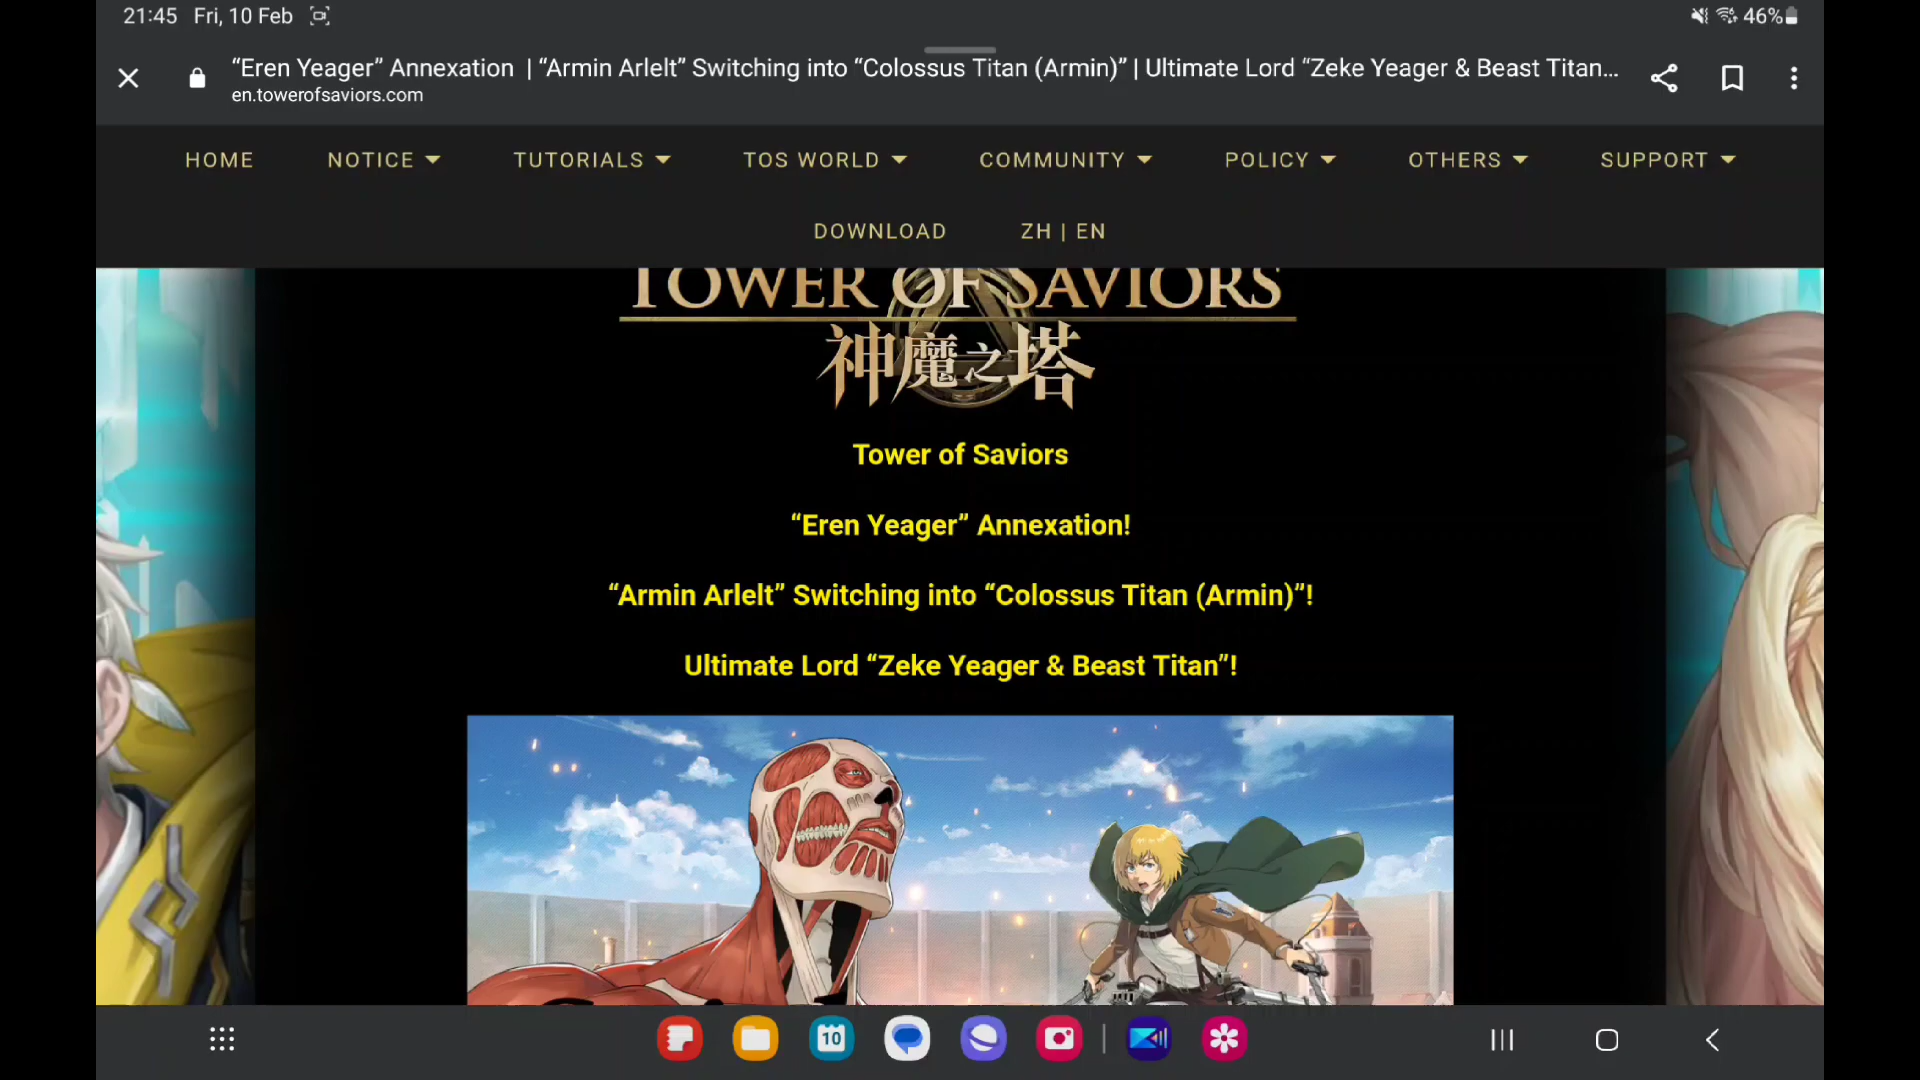 21:45 Fri, 10 Feb
46%
“Eren Yeager” Annexation | “Armin Arlelt” Switching into “Colossus Titan (Armin)” | Ultimate Lord “Zeke Yeager & Beast Titan...
en.towerofsaviors.com
HOME NOTICE TUTORIALS TOS WORLD COMMUNITY POLICY OTHERS SUPPORT
DOWNLOAD ZH | EN
TOWER OF SAVIORS
神魔之塔
Tower of Saviors
“Eren Yeager” Annexation!
“Armin Arlelt” Switching into “Colossus Titan (Armin)”!
Ultimate Lord “Zeke Yeager & Beast Titan”!
10